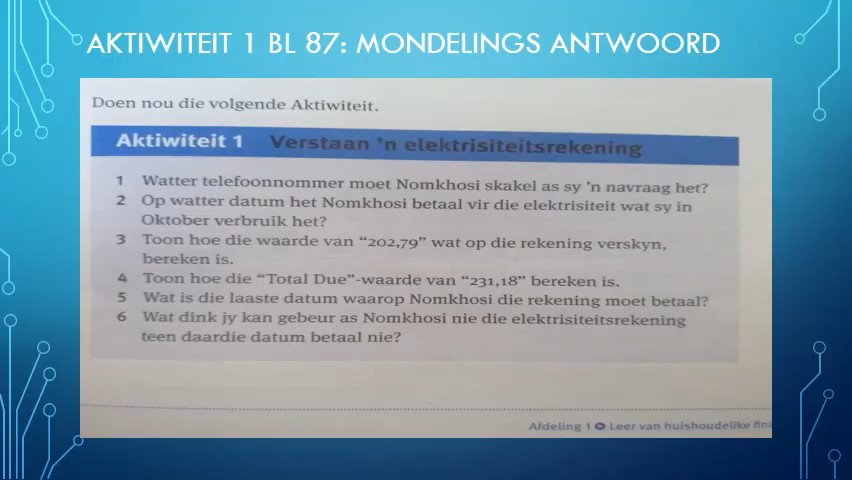 AKTIWITEIT 1 BL 87: MONDELINGS ANTWOORD
Doen nou die volgende Aktiwiteit.
Aktiwiteit 1 Verstaan 'n elektrisiteitsrekening
1 Watter telefoonnommer moet Nomkhosi skakel as sy 'n navraag het?
2 Op watter datum het Nomkhosi betaal vir die elektrisiteit wat sy in
Oktober verbruik het?
3 Toon hoe die waarde van "202,79" wat op die rekening verskyn,
bereken is.
4 Toon hoe die "Total Due"-waarde van "231,18" bereken is.
5 Wat is die laaste datum waarop Nomkhosi die rekening moet betaal?
6 Wat dink jy kan gebeur as Nomkhosi nie die elektrisiteitsrekening
teen daardie datum betaal nie?
Afdeling 1 Leer van huishoudelike